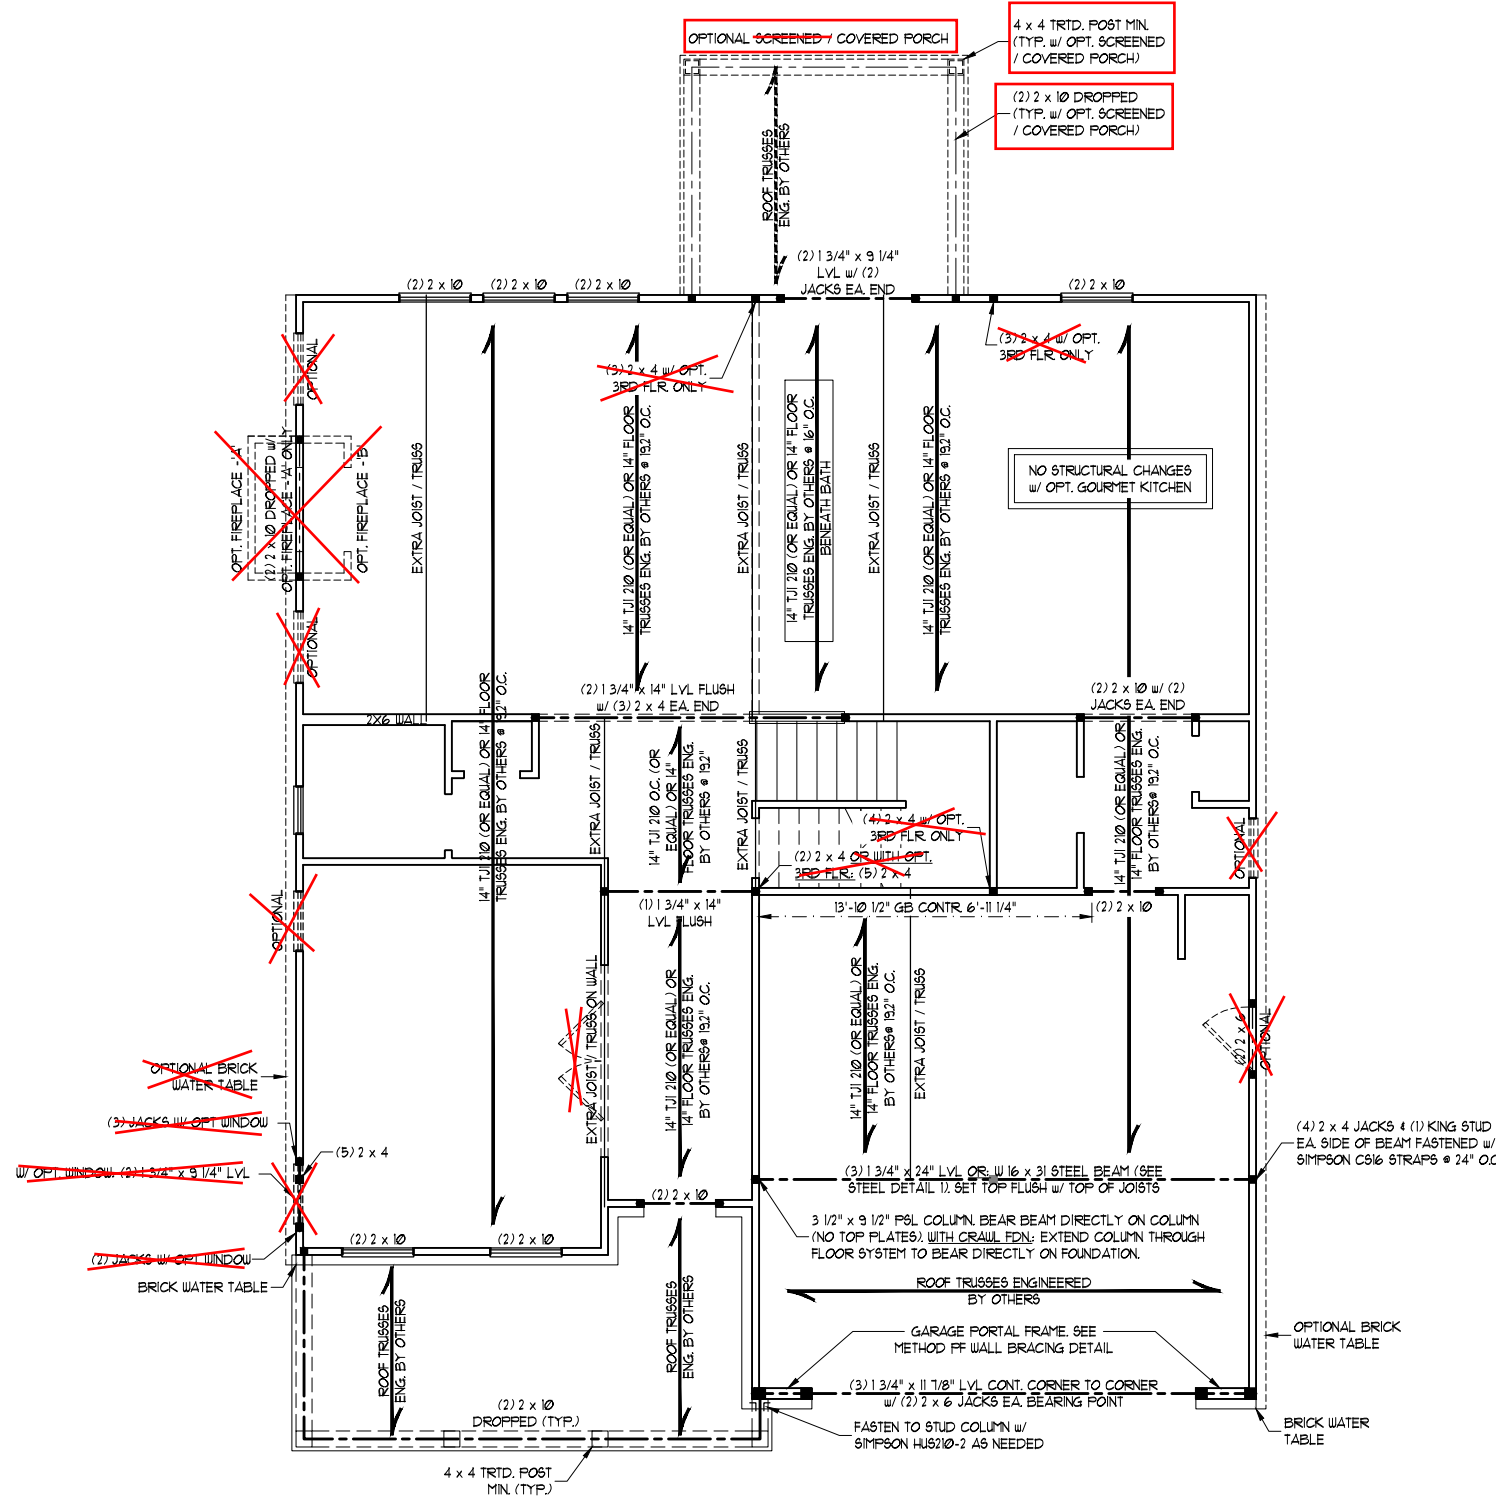 OPTIONAL SCREENED / COVERED PORCH
4 x 4 TRTD. POST MIN.
(TYP. w/ OPT. SCREENED
/ COVERED PORCH)
(2) 2 x 10 DROPPED
(TYP. w/ OPT. SCREENED
/ COVERED PORCH)
ROOF TRUSSES
ENG. BY OTHERS
(2) 1 3/4" x 9 1/4"
LVL w/ (2)
JACKS EA. END
(2) 2 x 10
(2) 2 x 10
(2) 2 x 10
(2) 2 x 10
OPTIONAL
(3) 2 x 4 w/ OPT.
3RD FLR. ONLY
(3) 2 x 4 w/ OPT.
3RD FLR. ONLY
OPT. FIREPLACE - 'A'
(2) 2 x 10 DROPPED w/
OPT. FIREPLACE - 'A' ONLY
OPT. FIREPLACE - 'B'
EXTRA JOIST / TRUSS
14" TJI 210 (OR EQUAL) OR 14" FLOOR
TRUSSES ENG. BY OTHERS @ 19.2" O.C.
EXTRA JOIST / TRUSS
14" TJI 210 (OR EQUAL) OR 14" FLOOR
TRUSSES ENG. BY OTHERS @ 16" O.C.
BENEATH BATH
EXTRA JOIST / TRUSS
14" TJI 210 (OR EQUAL) OR 14" FLOOR
TRUSSES ENG. BY OTHERS @ 19.2" O.C.
NO STRUCTURAL CHANGES
w/ OPT. GOURMET KITCHEN
OPTIONAL
(2) 1 3/4" x 14" LVL FLUSH
w/ (3) 2 x 4 EA. END
(2) 2 x 10 w/ (2)
JACKS EA. END
2X6 WALL
14" TJI 210 (OR EQUAL) OR 14" FLOOR
TRUSSES ENG. BY OTHERS @ 19.2" O.C.
EXTRA JOIST / TRUSS
14" TJI 210 O.C. (OR
EQUAL) OR 14"
FLOOR TRUSSES ENG.
BY OTHERS @ 19.2"
EXTRA JOIST / TRUSS
14" TJI 210 (OR EQUAL) OR
14" FLOOR TRUSSES ENG.
BY OTHERS@ 19.2" O.C.
(4) 2 x 4 w/ OPT.
3RD FLR ONLY
(2) 2 x 4 OR WITH OPT.
3RD FLR.: (5) 2 x 4
OPTIONAL
OPTIONAL
(1) 1 3/4" x 14"
LVL FLUSH
13'-10 1/2" GB CONTR. 6'-11 1/4"
(2) 2 x 10
EXTRA JOIST / TRUSS ON WALL
14" TJI 210 (OR EQUAL) OR
14" FLOOR TRUSSES ENG.
BY OTHERS@ 19.2" O.C.
14" TJI 210 (OR EQUAL) OR
14" FLOOR TRUSSES ENG.
BY OTHERS@ 19.2" O.C.
EXTRA JOIST / TRUSS
(2) 2 x 6
OPTIONAL
OPTIONAL BRICK
WATER TABLE
(3) JACKS W/ OPT WINDOW
(5) 2 x 4
W/ OPT WINDOW: (2) 1 3/4" x 9 1/4" LVL
(2) JACKS W/ OPT WINDOW
BRICK WATER TABLE
(2) 2 x 10
(2) 2 x 10
(2) 2 x 10
(4) 2 x 4 JACKS & (1) KING STUD
EA. SIDE OF BEAM FASTENED w/
SIMPSON CS16 STRAPS @ 24" O.C
(3) 1 3/4" x 24" LVL OR: W 16 x 31 STEEL BEAM (SEE
STEEL DETAIL 1). SET TOP FLUSH w/ TOP OF JOISTS
3 1/2" x 9 1/2" PSL COLUMN. BEAR BEAM DIRECTLY ON COLUMN
(NO TOP PLATES). WITH CRAWL FDN.: EXTEND COLUMN THROUGH
FLOOR SYSTEM TO BEAR DIRECTLY ON FOUNDATION.
ROOF TRUSSES ENGINEERED
BY OTHERS
ROOF TRUSSES
ENG. BY OTHERS
ROOF TRUSSES
ENG. BY OTHERS
GARAGE PORTAL FRAME. SEE
METHOD PF WALL BRACING DETAIL
OPTIONAL BRICK
WATER TABLE
(3) 1 3/4" x 11 7/8" LVL CONT. CORNER TO CORNER
w/ (2) 2 x 6 JACKS EA. BEARING POINT
(2) 2 x 10
DROPPED (TYP.)
FASTEN TO STUD COLUMN w/
SIMPSON HUS210-2 AS NEEDED
BRICK WATER
TABLE
4 x 4 TRTD. POST
MIN. (TYP.)